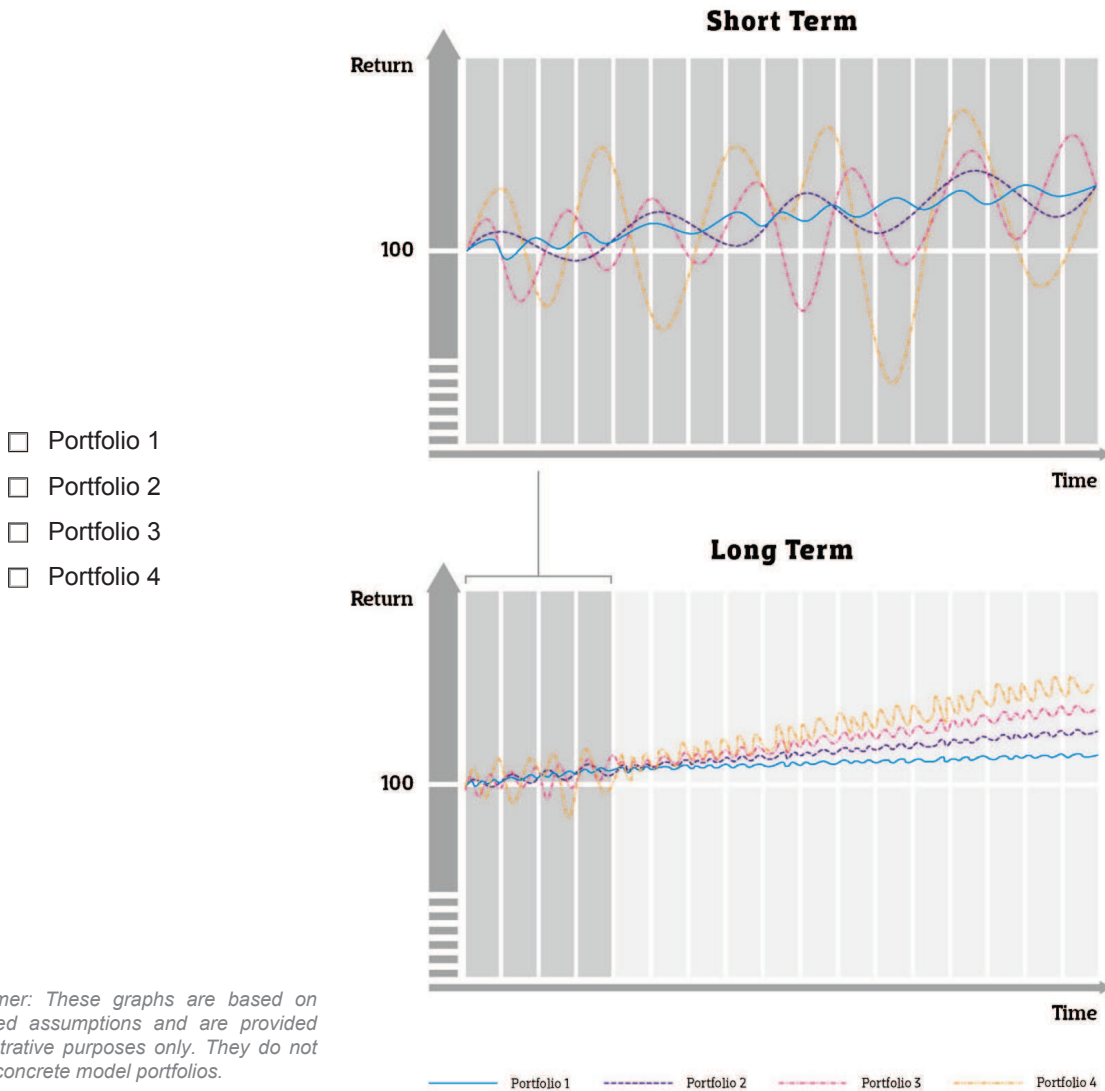 Short Term
Return
100
Time
Portfolio 1
Portfolio 2
Portfolio 3
Portfolio 4
Long Term
Return
100
Time
mer: These graphs are based on
ed assumptions and are provided
trative purposes only. They do not
concrete model portfolios.
Portfolio 1 Portfolio 2 Portfolio 3 Portfolio 4